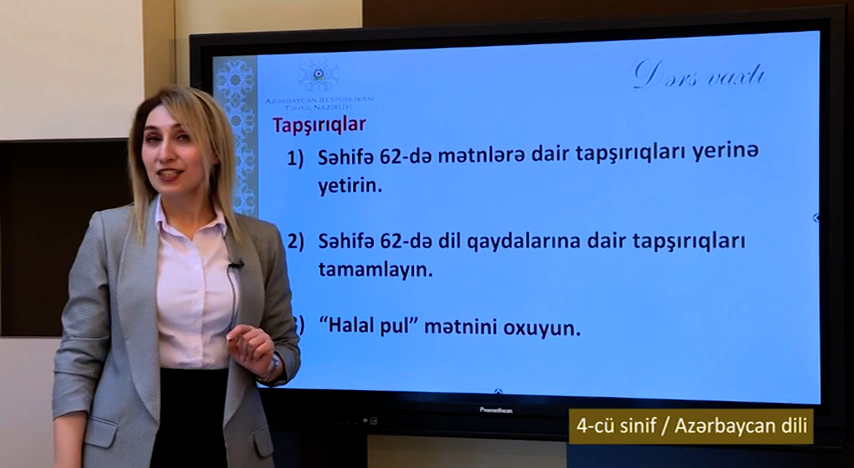 Dərs vaxtı
AZƏRBAYCAN RESPUBLİKASI
TƏHSİL NAZİRLİYİ
Tapşırıqlar
1) Səhifə 62-də mətnlərə dair tapşırıqları yerinə
yetirin.
2) Səhifə 62-də dil qaydalarına dair tapşırıqları
tamamlayın.
) “Halal pul” mətnini oxuyun.
Promethean
4-cü sinif / Azərbaycan dili